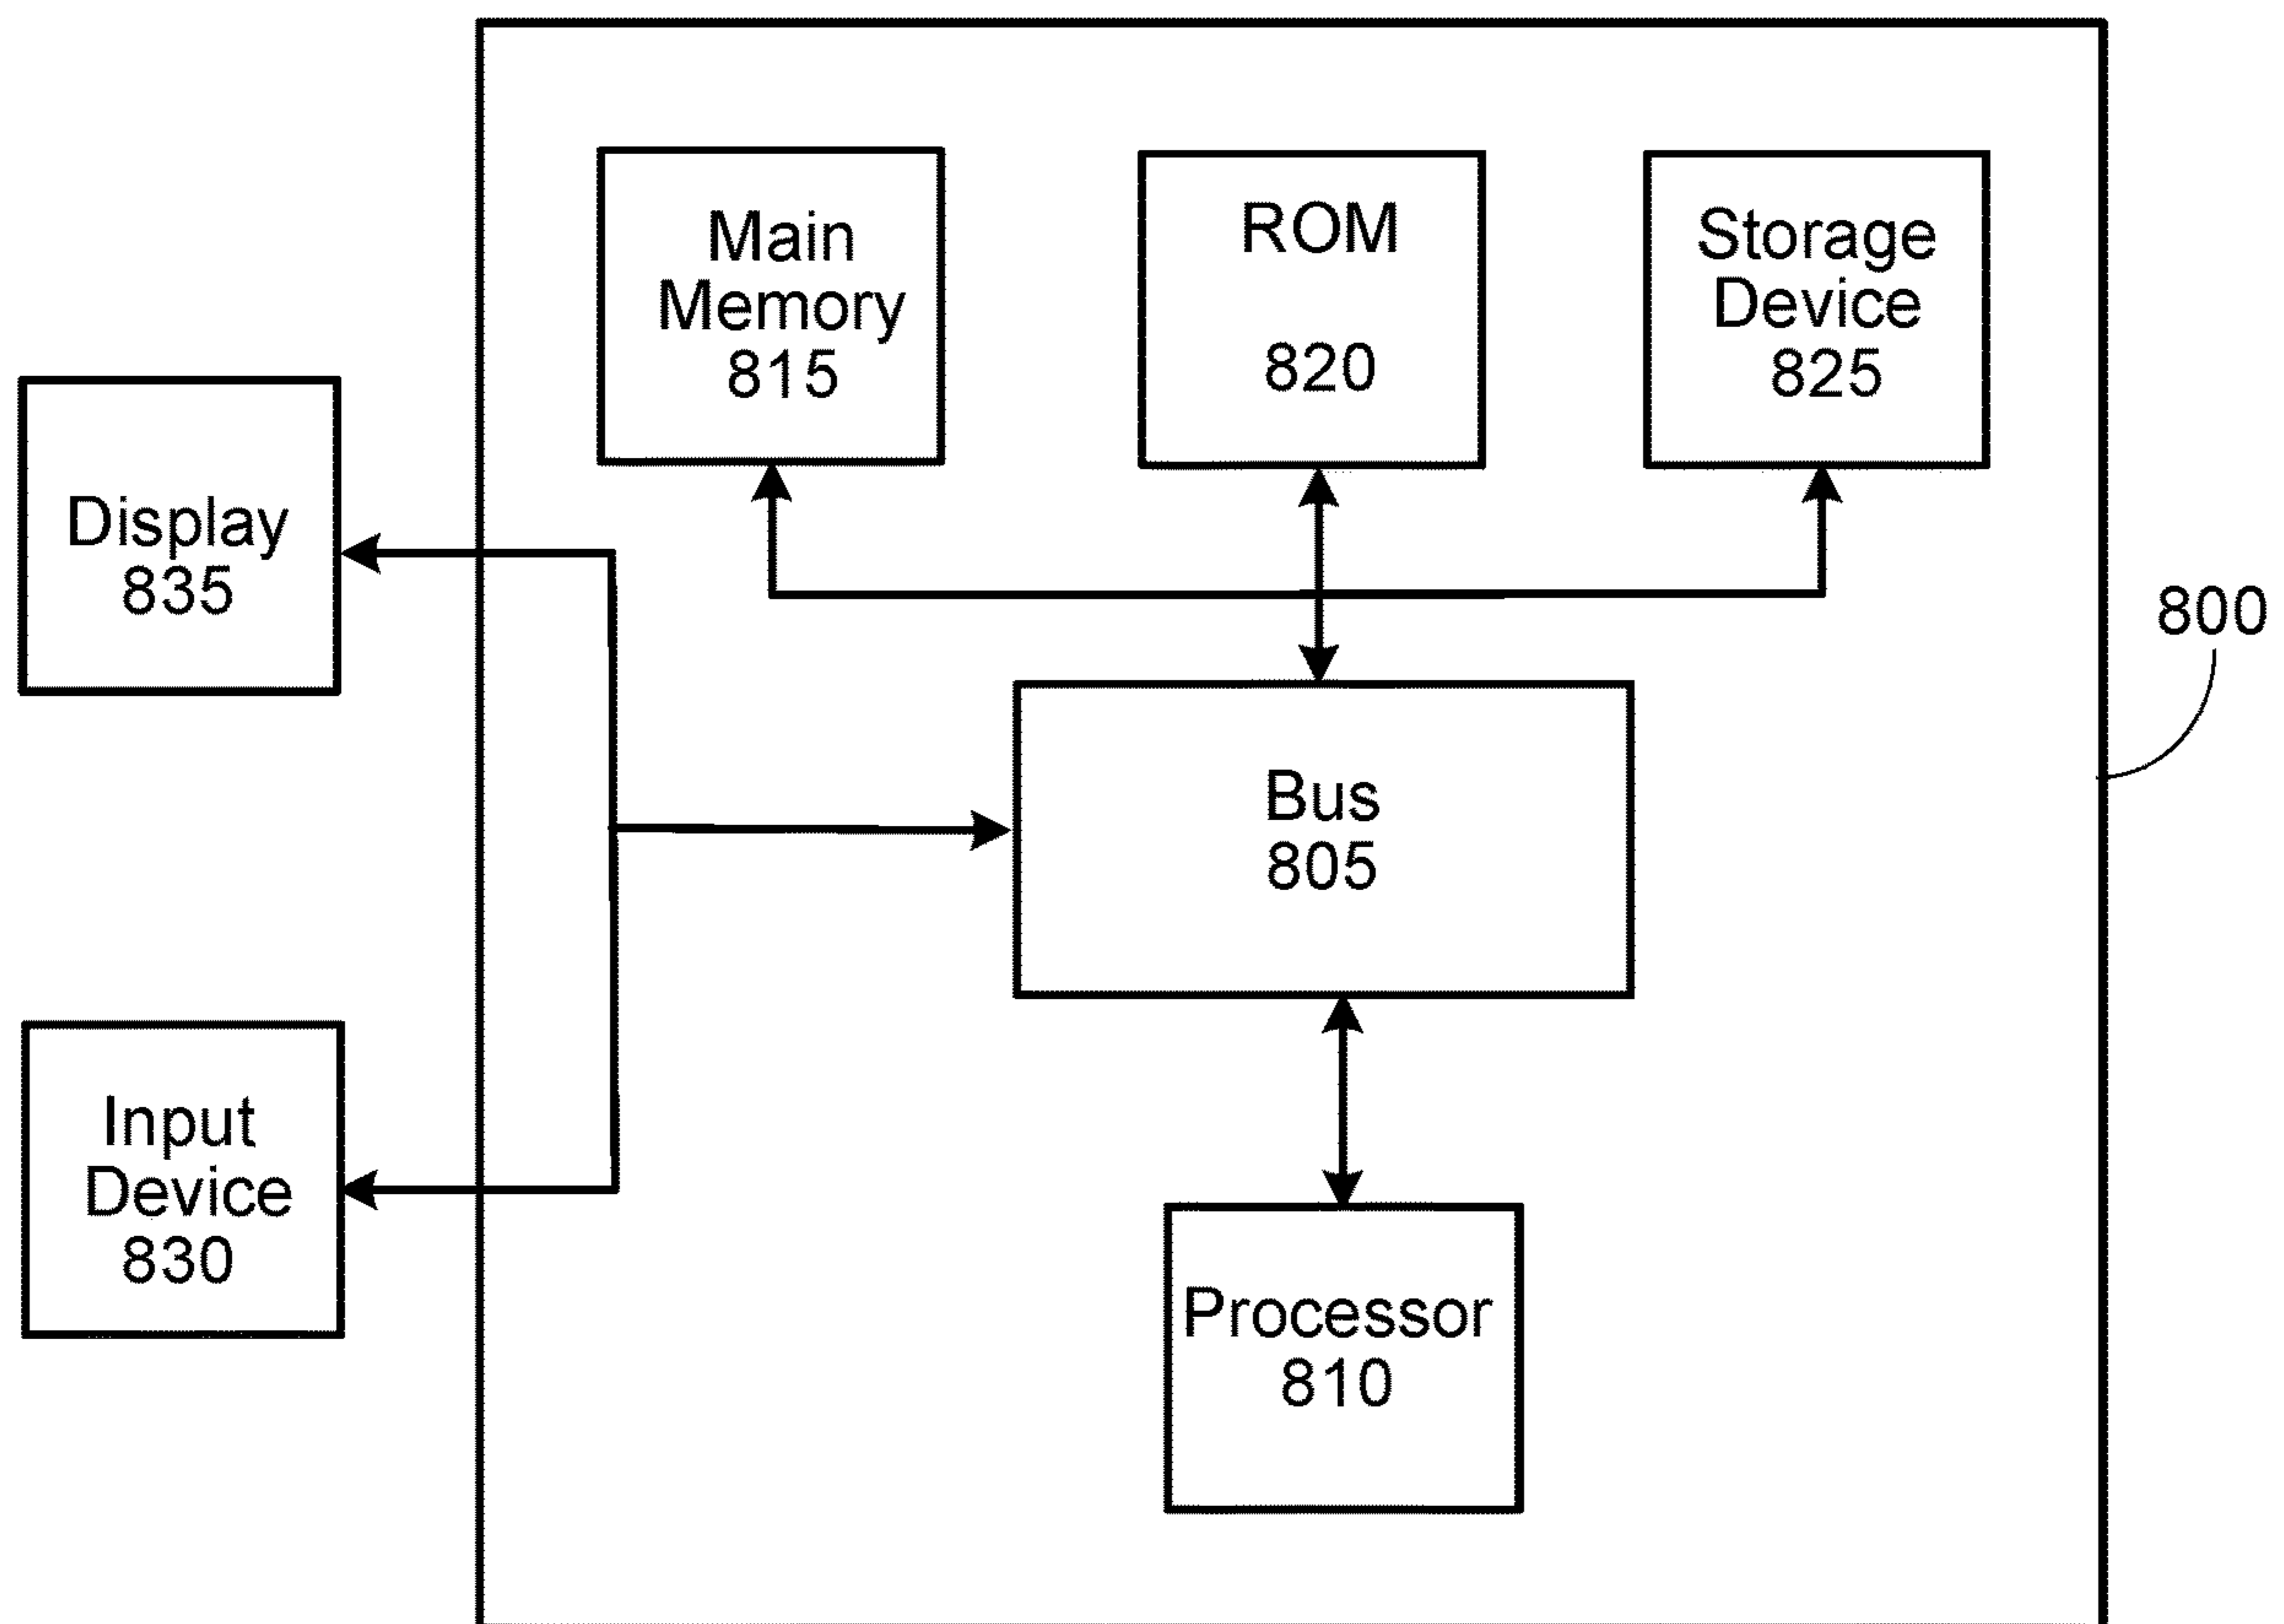 Main
Memory
815
ROM
820
Storage
Device
825
Display
835
800
Bus
805
Input
Device
830
Processor
810